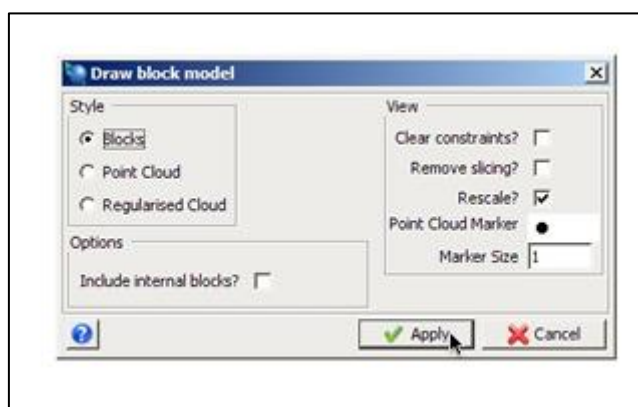 Draw block model
Style
Blocks
Point Cloud
Regularised Cloud
Options
Include internal blocks?
View
Clear constraints?
Remove slicing?
Rescale?
Point Cloud Marker
Marker Size 1
Apply
Cancel